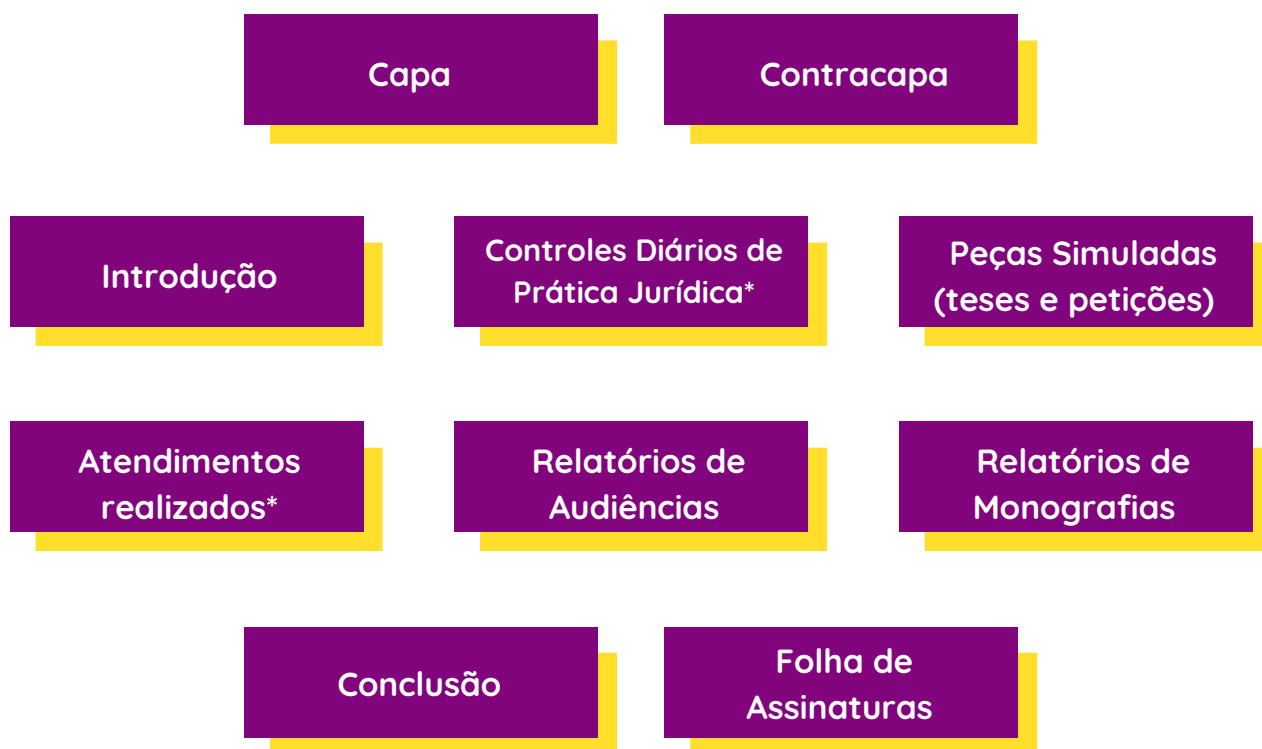 Capa
Contracapa
Introdução
Controles Diários de
Prática Jurídica*
Peças Simuladas
(teses e petições)
Atendimentos
realizados*
Relatórios de
Audiências
Relatórios de
Monografias
Conclusão
Folha de
Assinaturas